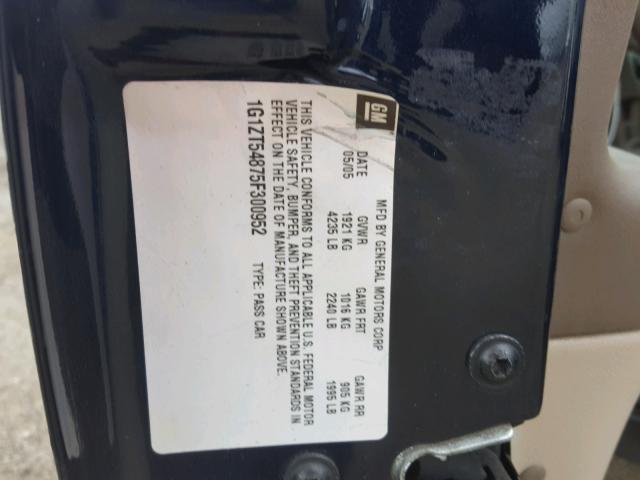 GM
MFD BY GENERAL MOTORS CORP
DATE GVWR GAWR FRT GAWR RR
05/05 1921 KG 1016 KG 905 KG
4235 LB 2240 LB 1995 LB
THIS VEHICLE CONFORMS TO ALL APPLICABLE U.S. FEDERAL MOTOR
VEHICLE SAFETY, BUMPER, AND THEFT PREVENTION STANDARDS IN
EFFECT ON THE DATE OF MANUFACTURE SHOWN ABOVE.
1G1ZT54875F300952 TYPE: PASS CAR